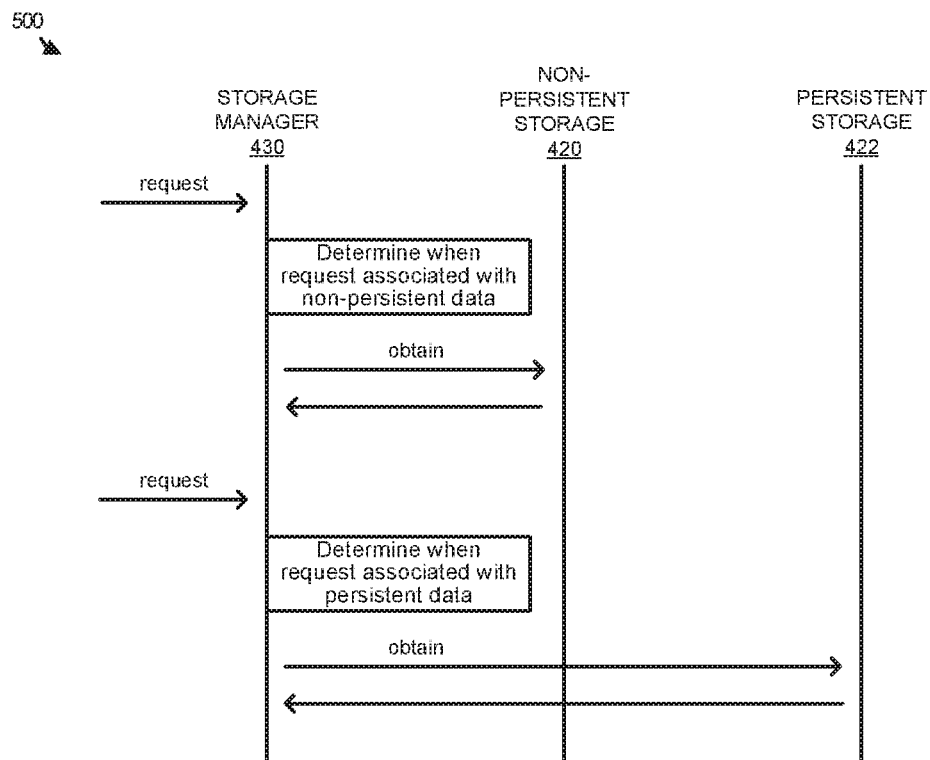 500
STORAGE
MANAGER
430
NON-
PERSISTENT
STORAGE
420
PERSISTENT
STORAGE
422
request
Determine when
request associated with
non-persistent data
obtain
request
Determine when
request associated with
persistent data
obtain